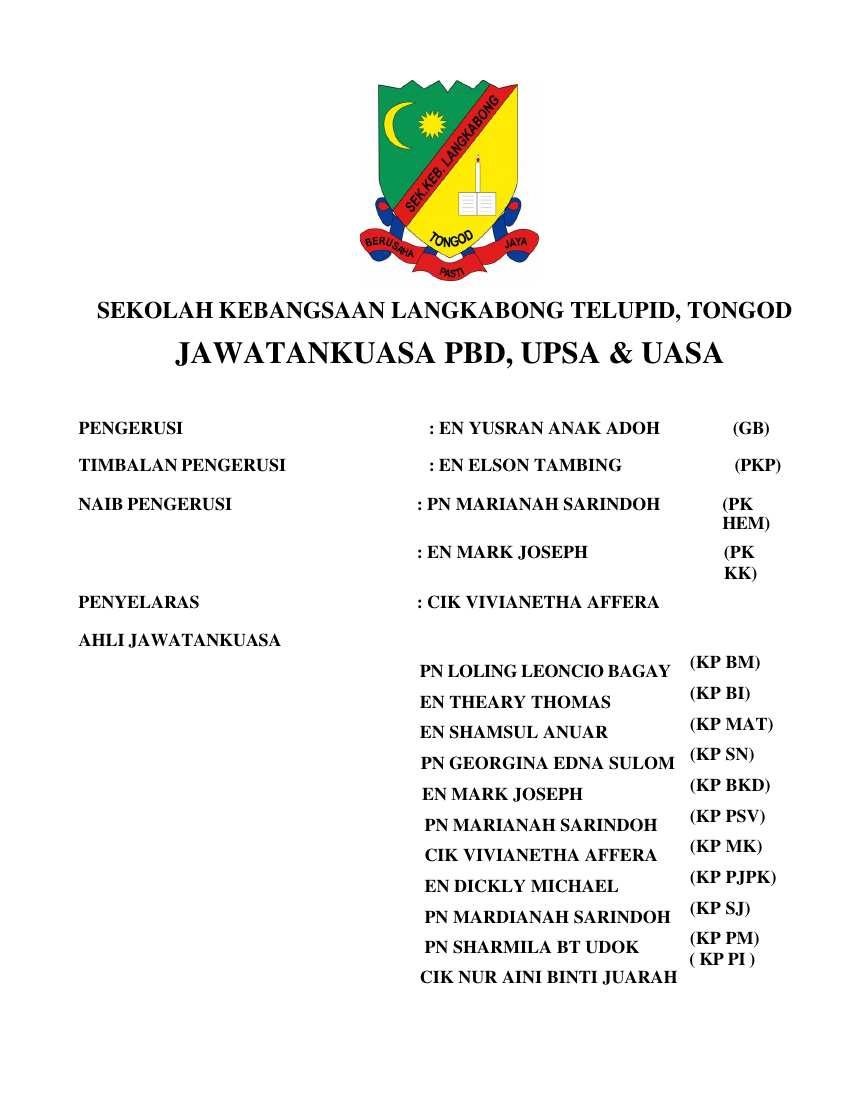 SEK.KEB. LANGKABONG
TONGOD
BERUSAHA
PASTI
JAYA
SEKOLAH KEBANGSAAN LANGKABONG TELUPID, TONGOD
JAWATANKUASA PBD, UPSA & UASA
PENGERUSI : EN YUSRAN ANAK ADOH (GB)
TIMBALAN PENGERUSI : EN ELSON TAMBING (PKP)
NAIB PENGERUSI : PN MARIANAH SARINDOH (PK
HEM)
: EN MARK JOSEPH (PK
KK)
PENYELARAS : CIK VIVIANETHA AFFERA
AHLI JAWATANKUASA
PN LOLING LEONCIO BAGAY (KP BM)
EN THEARY THOMAS (KP BI)
EN SHAMSUL ANUAR (KP MAT)
PN GEORGINA EDNA SULOM (KP SN)
EN MARK JOSEPH (KP BKD)
PN MARIANAH SARINDOH (KP PSV)
CIK VIVIANETHA AFFERA (KP MK)
EN DICKLY MICHAEL (KP PJPK)
PN MARDIANAH SARINDOH (KP SJ)
PN SHARMILA BT UDOK (KP PM)
CIK NUR AINI BINTI JUARAH ( KP PI )